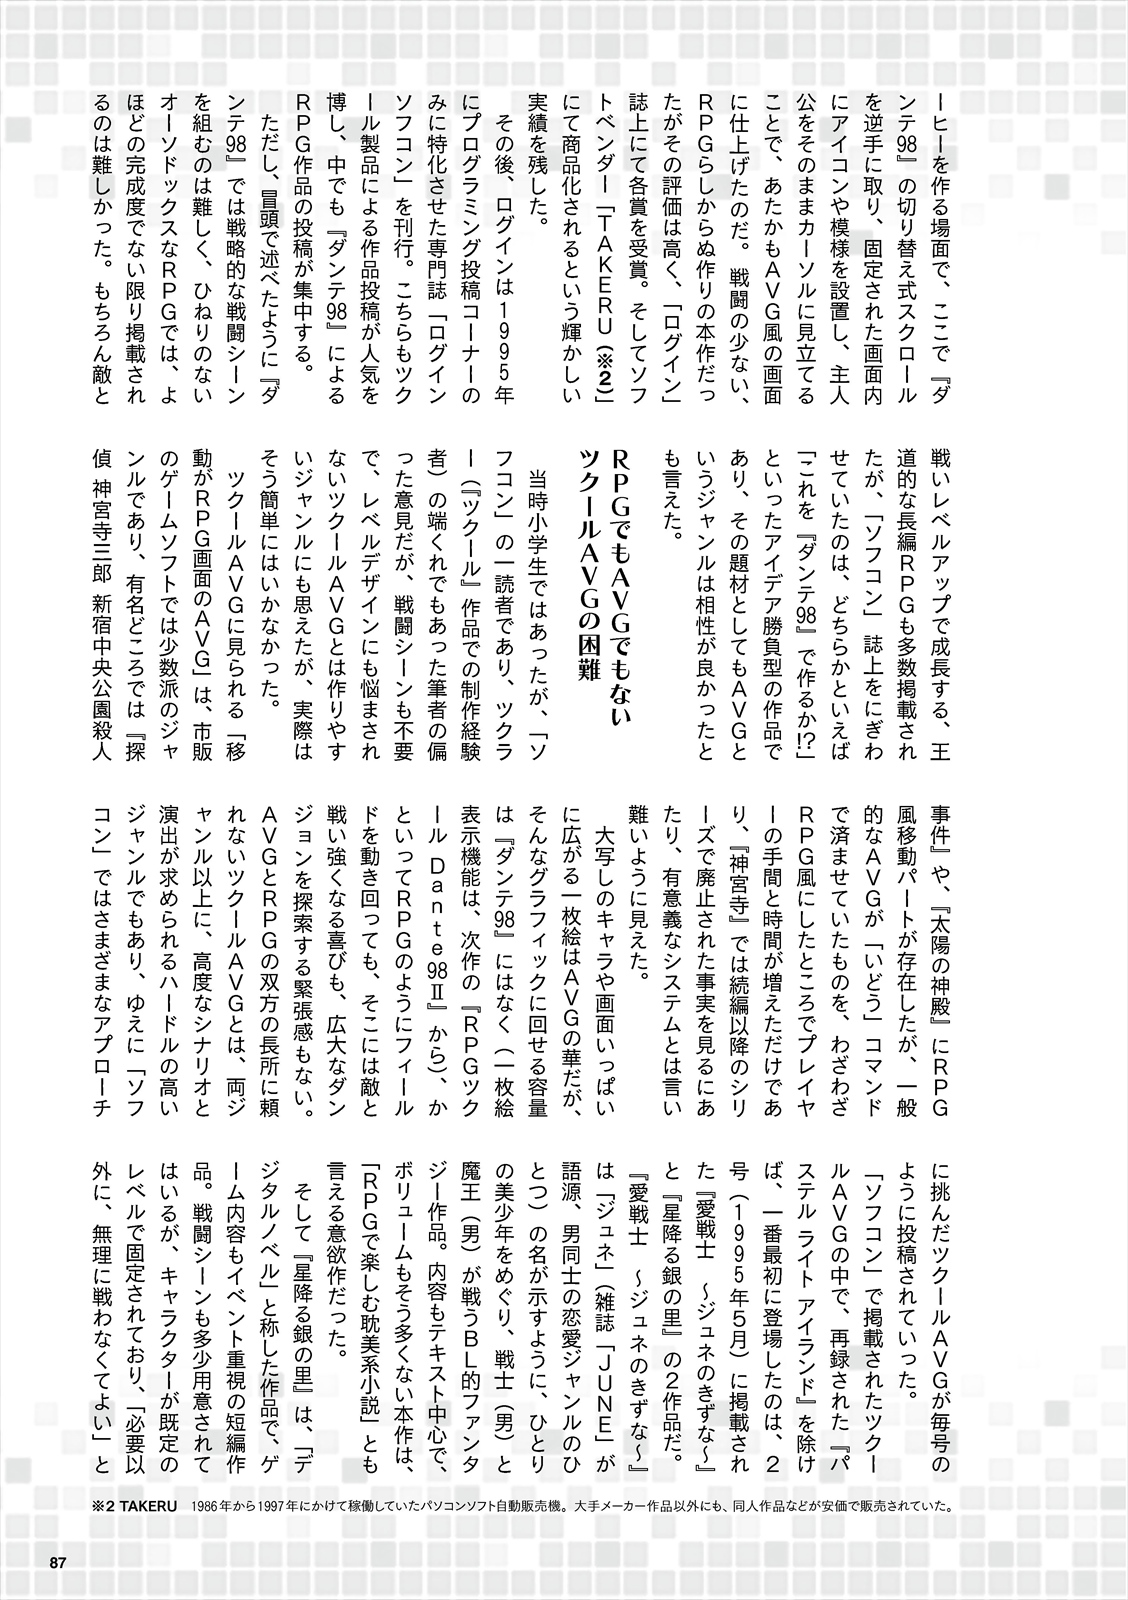 ーヒーを作る場面で、ここで『ダ
ンテ98』の切り替え式スクロール
を逆手に取り、固定された画面内
にアイコンや模様を設置し、主人
公をそのままカーソルに見立てる
ことで、あたかもAVG風の画面
に仕上げたのだ。戦闘の少ない、
RPGらしからぬ作りの本作だっ
たがその評価は高く、「ログイン」
誌上にて各賞を受賞。そしてソフ
トベンダー「TAKERU(※2)」
にて商品化されるという輝かしい
実績を残した。
その後、ログインは1995年
にプログラミング投稿コーナーの
みに特化させた専門誌「ログイン
ソフコン」を刊行。こちらもツク
ール製品による作品投稿が人気を
博し、中でも『ダンテ98』による
RPG作品の投稿が集中する。
ただし、冒頭で述べたように『ダ
ンテ98』では戦略的な戦闘シーン
を組むのは難しく、ひねりのない
オーソドックスなRPGでは、よ
ほどの完成度でない限り掲載され
るのは難しかった。もちろん敵と
戦いレベルアップで成長する、王
道的な長編RPGも多数掲載され
たが、「ソフコン」誌上をにぎわ
せていたのは、どちらかといえば
「これを『ダンテ98』で作るか!?」
といったアイデア勝負型の作品で
あり、その題材としてもAVGと
いうジャンルは相性が良かったと
も言えた。
RPGでもAVGでもない
ツクールAVGの困難
当時小学生ではあったが、「ソ
フコン」の一読者であり、ツクラ
ー(『ツクール』作品での制作経験
者)の端くれでもあった筆者の偏
った意見だが、戦闘シーンも不要
で、レベルデザインにも悩まされ
ないツクールAVGとは作りやす
いジャンルにも思えたが、実際は
そう簡単にはいかなかった。
ツクールAVGに見られる「移
動がRPG画面のAVG」は、市販
のゲームソフトでは少数派のジャ
ンルであり、有名どころでは『探
偵 神宮寺三郎 新宿中央公園殺人
事件』や、『太陽の神殿』にRPG
風移動パートが存在したが、一般
的なAVGが「いどう」コマンド
で済ませていたものを、わざわざ
RPG風にしたところでプレイヤ
ーの手間と時間が増えただけであ
り、『神宮寺』では続編以降のシリ
ーズで廃止された事実を見るにあ
たり、有意義なシステムとは言い
難いように見えた。
大写しのキャラや画面いっぱい
に広がる一枚絵はAVGの華だが、
そんなグラフィックに回せる容量
は『ダンテ98』にはなく(一枚絵
表示機能は、次作の『RPGツク
ール Dante98Ⅱ』から)、か
といってRPGのようにフィール
ドを動き回っても、そこには敵と
戦い強くなる喜びも、広大なダン
ジョンを探索する緊張感もない。
AVGとRPGの双方の長所に頼
れないツクールAVGとは、両ジ
ャンル以上に、高度なシナリオと
演出が求められるハードルの高い
ジャンルでもあり、ゆえに「ソフ
コン」ではさまざまなアプローチ
に挑んだツクールAVGが毎号の
ように投稿されていった。
「ソフコン」で掲載されたツクー
ルAVGの中で、再録された『パ
ステル ライト アイランド』を除け
ば、一番最初に登場したのは、2
号(1995年5月)に掲載され
た『愛戦士 ～ジュネのきずな～』
と『星降る銀の里』の2作品だ。
『愛戦士 ～ジュネのきずな～』
は「ジュネ」(雑誌「JUNE」が
語源、男同士の恋愛ジャンルのひ
とつ)の名が示すように、ひとり
の美少年をめぐり、戦士(男)と
魔王(男)が戦うBL的ファンタ
ジー作品。内容もテキスト中心で、
ボリュームもそう多くない本作は、
「RPGで楽しむ耽美系小説」とも
言える意欲作だった。
そして『星降る銀の里』は、「デ
ジタルノベル」と称した作品で、ゲ
ーム内容もイベント重視の短編作
品。戦闘シーンも多少用意されて
はいるが、キャラクターが既定の
レベルで固定されており、「必要以
外に、無理に戦わなくてよい」と
※2 TAKERU 1986年から1997年にかけて稼働していたパソコンソフト自動販売機。大手メーカー作品以外にも、同人作品などが安価で販売されていた。
87